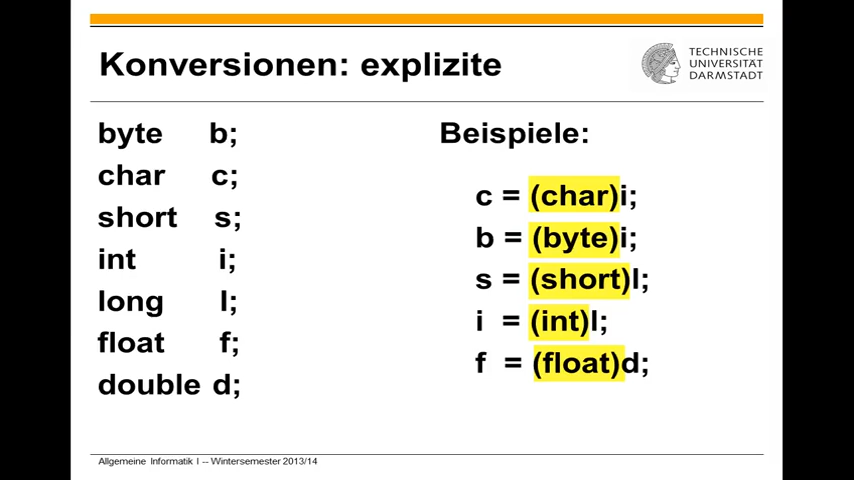 Konversionen: explizite
TECHNISCHE
UNIVERSITÄT
DARMSTADT
byte b;
char c;
short s;
int i;
long l;
float f;
double d;
Beispiele:
c = (char)i;
b = (byte)i;
s = (short)l;
i = (int)l;
f = (float)d;
Allgemeine Informatik I -- Wintersemester 2013/14